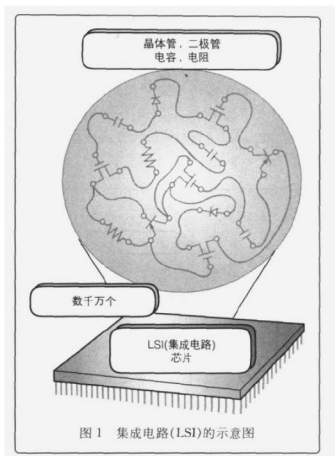 晶体管，二极管
电容，电阻
数千万个
LSI(集成电路)
芯片
图1 集成电路(LSI)的示意图